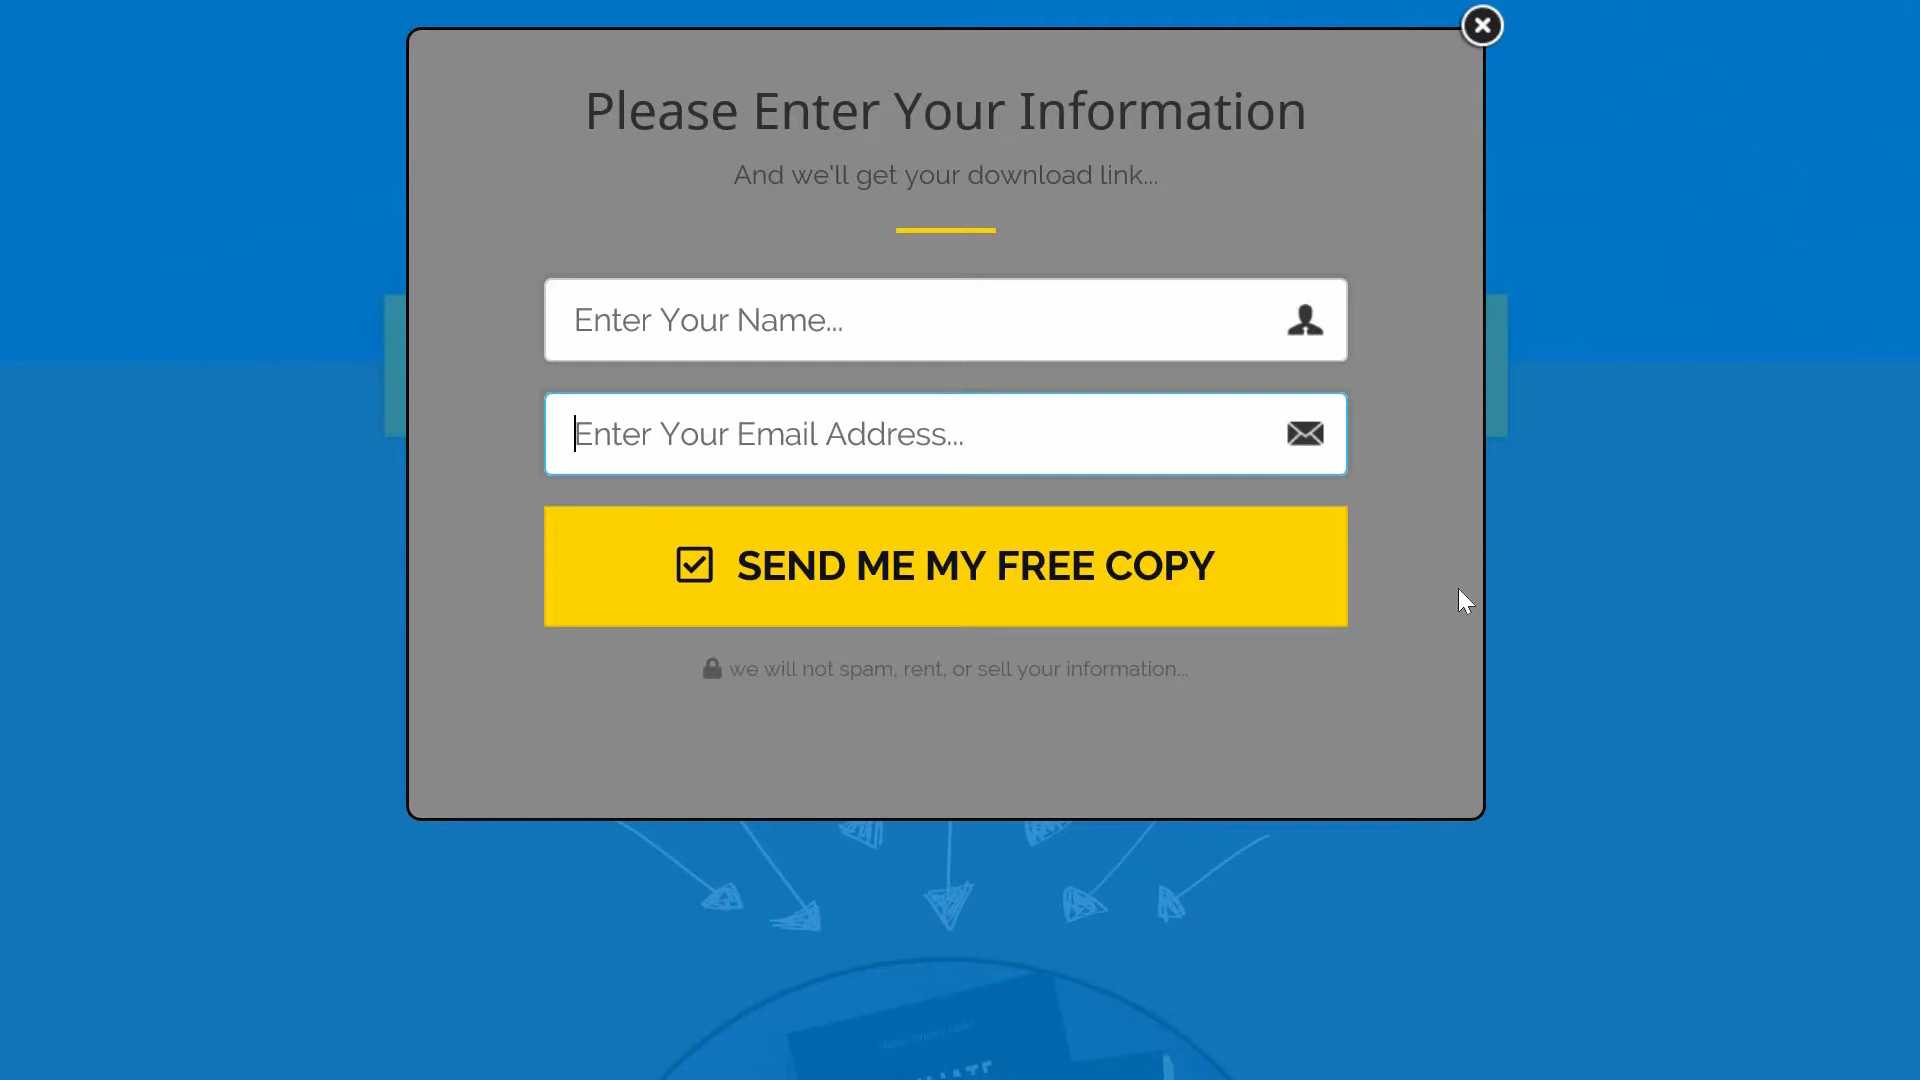 Please Enter Your Information
And we'll get your download link...
Enter Your Name...
Enter Your Email Address...
SEND ME MY FREE COPY
we will not spam, rent, or sell your information...